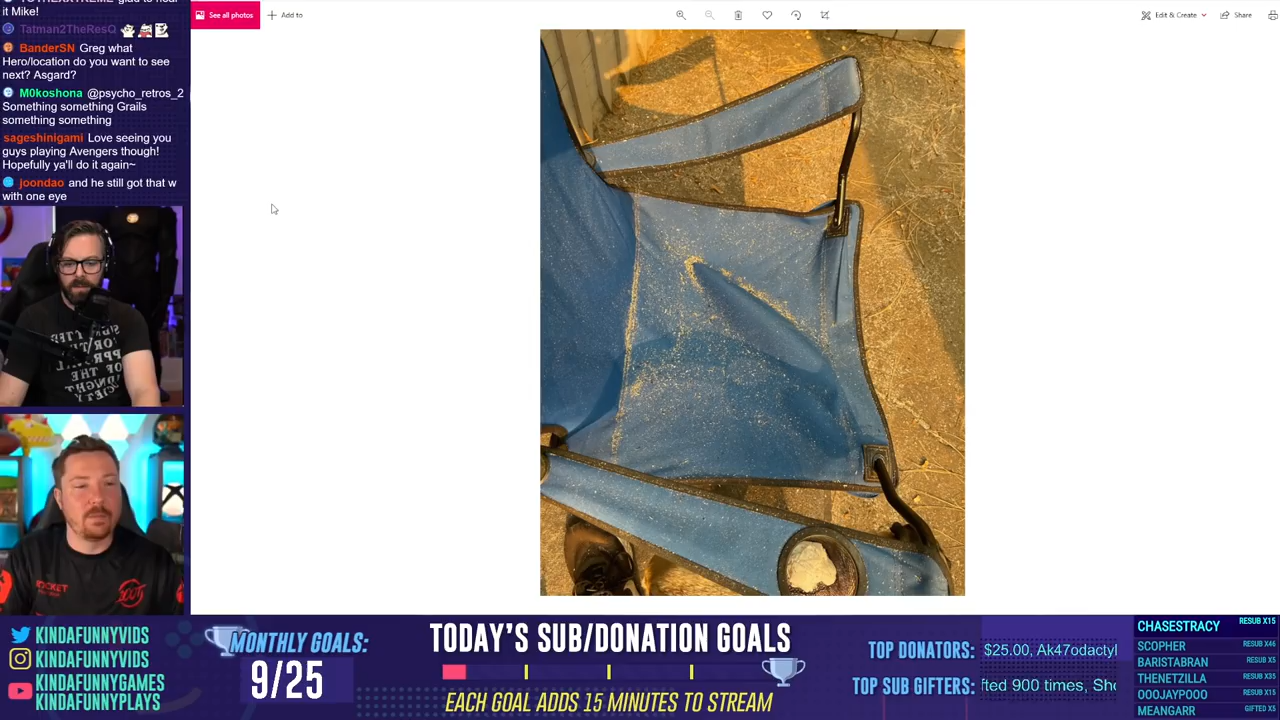 it Mike!
Tatman2TheResQ
BanderSN Greg what
Hero/location do you want to see
next? Asgard?
M0koshona @psycho_retros_2
Something something Grails
something something
sageshinigami Love seeing you
guys playing Avengers though!
Hopefully ya'll do it again~
joondao and he still got that w
with one eye
See all photos
Add to
Edit & Create
Share
KINDAFUNNYVIDS
KINDAFUNNYVIDS
KINDAFUNNYGAMES
KINDAFUNNYPLAYS
MONTHLY GOALS:
9/25
TODAY'S SUB/DONATION GOALS
EACH GOAL ADDS 15 MINUTES TO STREAM
TOP DONATORS:
$25.00, Ak47odactyl
TOP SUB GIFTERS:
fted 900 times, Sho
CHASESTRACY RESUB X15
SCOPHER RESUB X46
BARISTABRAN RESUB X5
THENETZILLA RESUB X35
OOOJAYPOOO RESUB X15
MEANGARR GIFTED X5